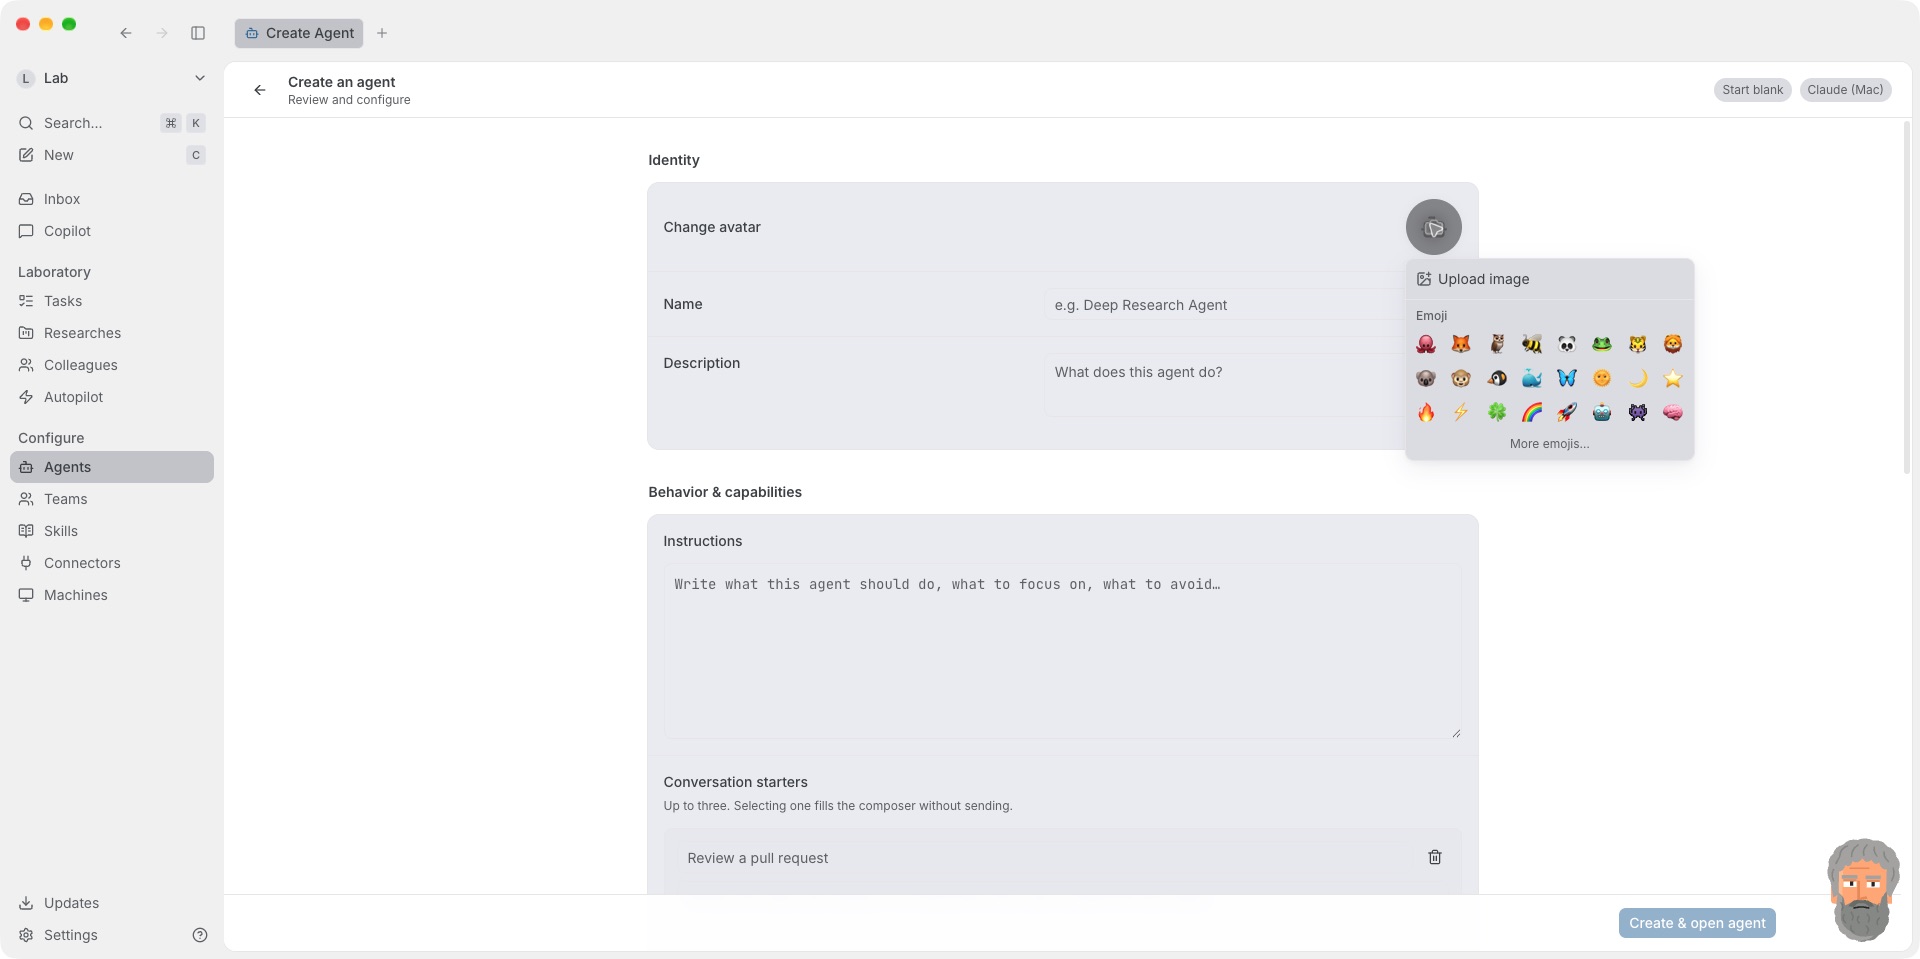 Create Agent
L Lab
Search... ⌘ K
New C
Inbox
Copilot
Laboratory
Tasks
Researches
Colleagues
Autopilot
Configure
Agents
Teams
Skills
Connectors
Machines
Updates
Settings
Create an agent
Review and configure
Start blank
Claude (Mac)
Identity
Change avatar
Name
e.g. Deep Research Agent
Description
What does this agent do?
Upload image
Emoji
More emojis...
Behavior & capabilities
Instructions
Write what this agent should do, what to focus on, what to avoid…
Conversation starters
Up to three. Selecting one fills the composer without sending.
Review a pull request
Create & open agent